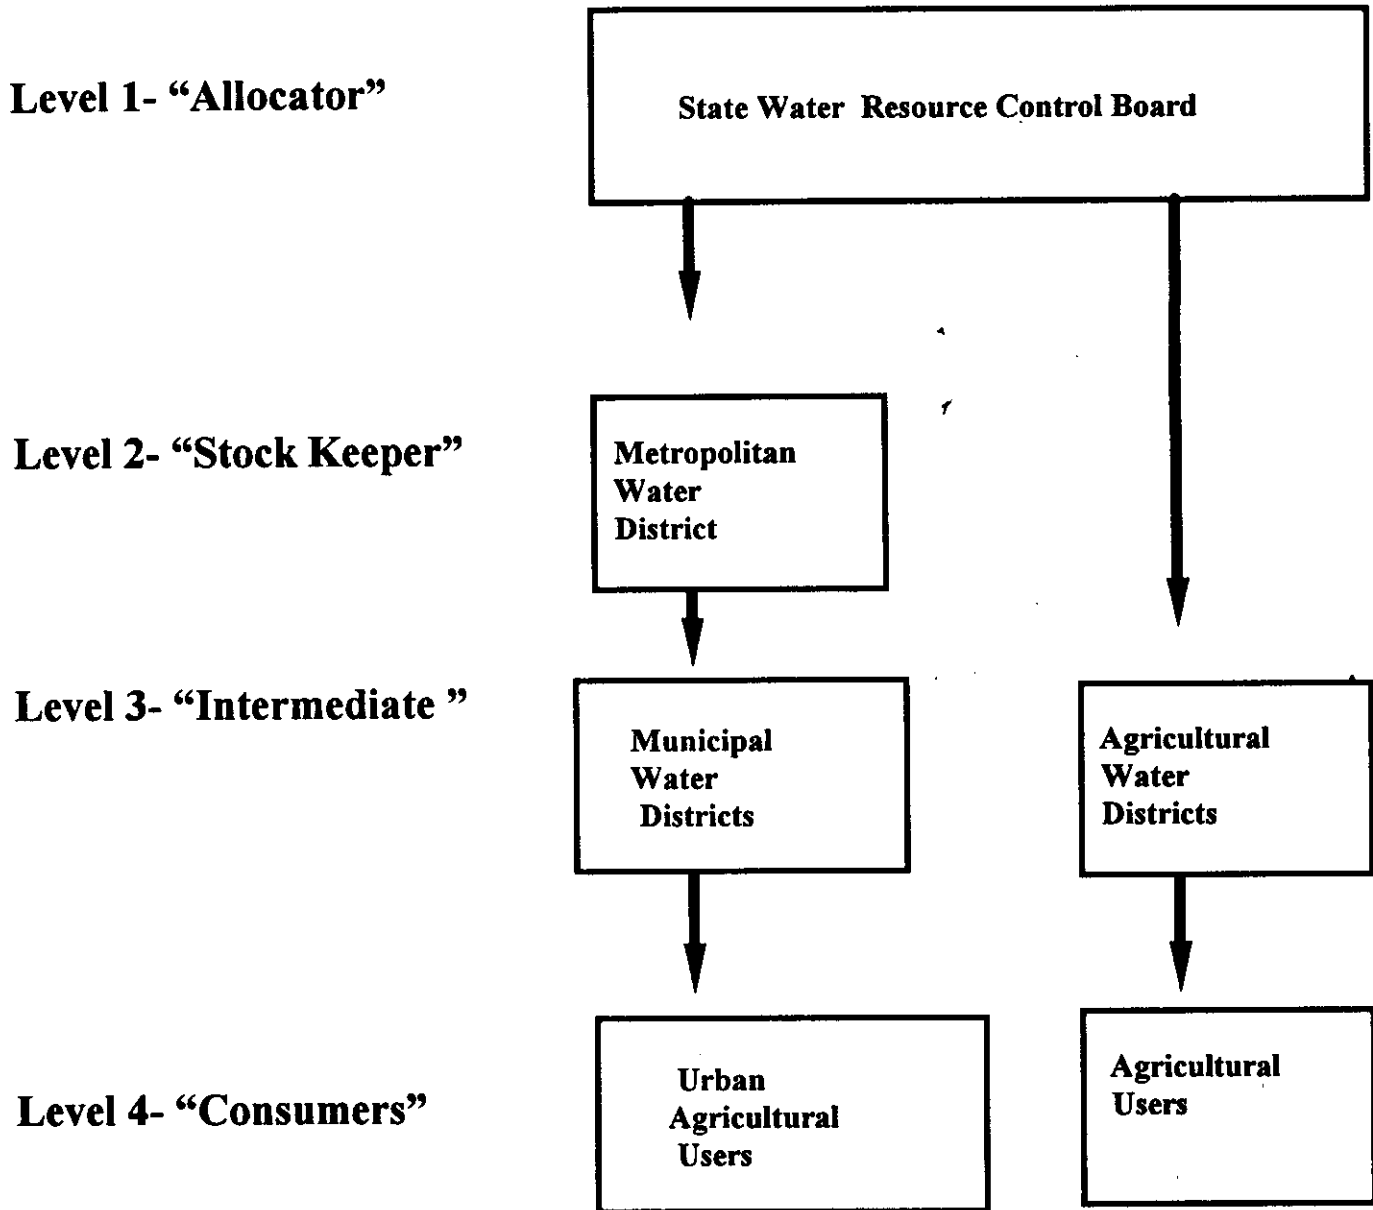 Level 1- “Allocator”
State Water Resource Control Board
Level 2- “Stock Keeper”
Metropolitan
Water
District
Level 3- “Intermediate ”
Municipal
Water
Districts
Agricultural
Water
Districts
Level 4- “Consumers”
Urban
Agricultural
Users
Agricultural
Users